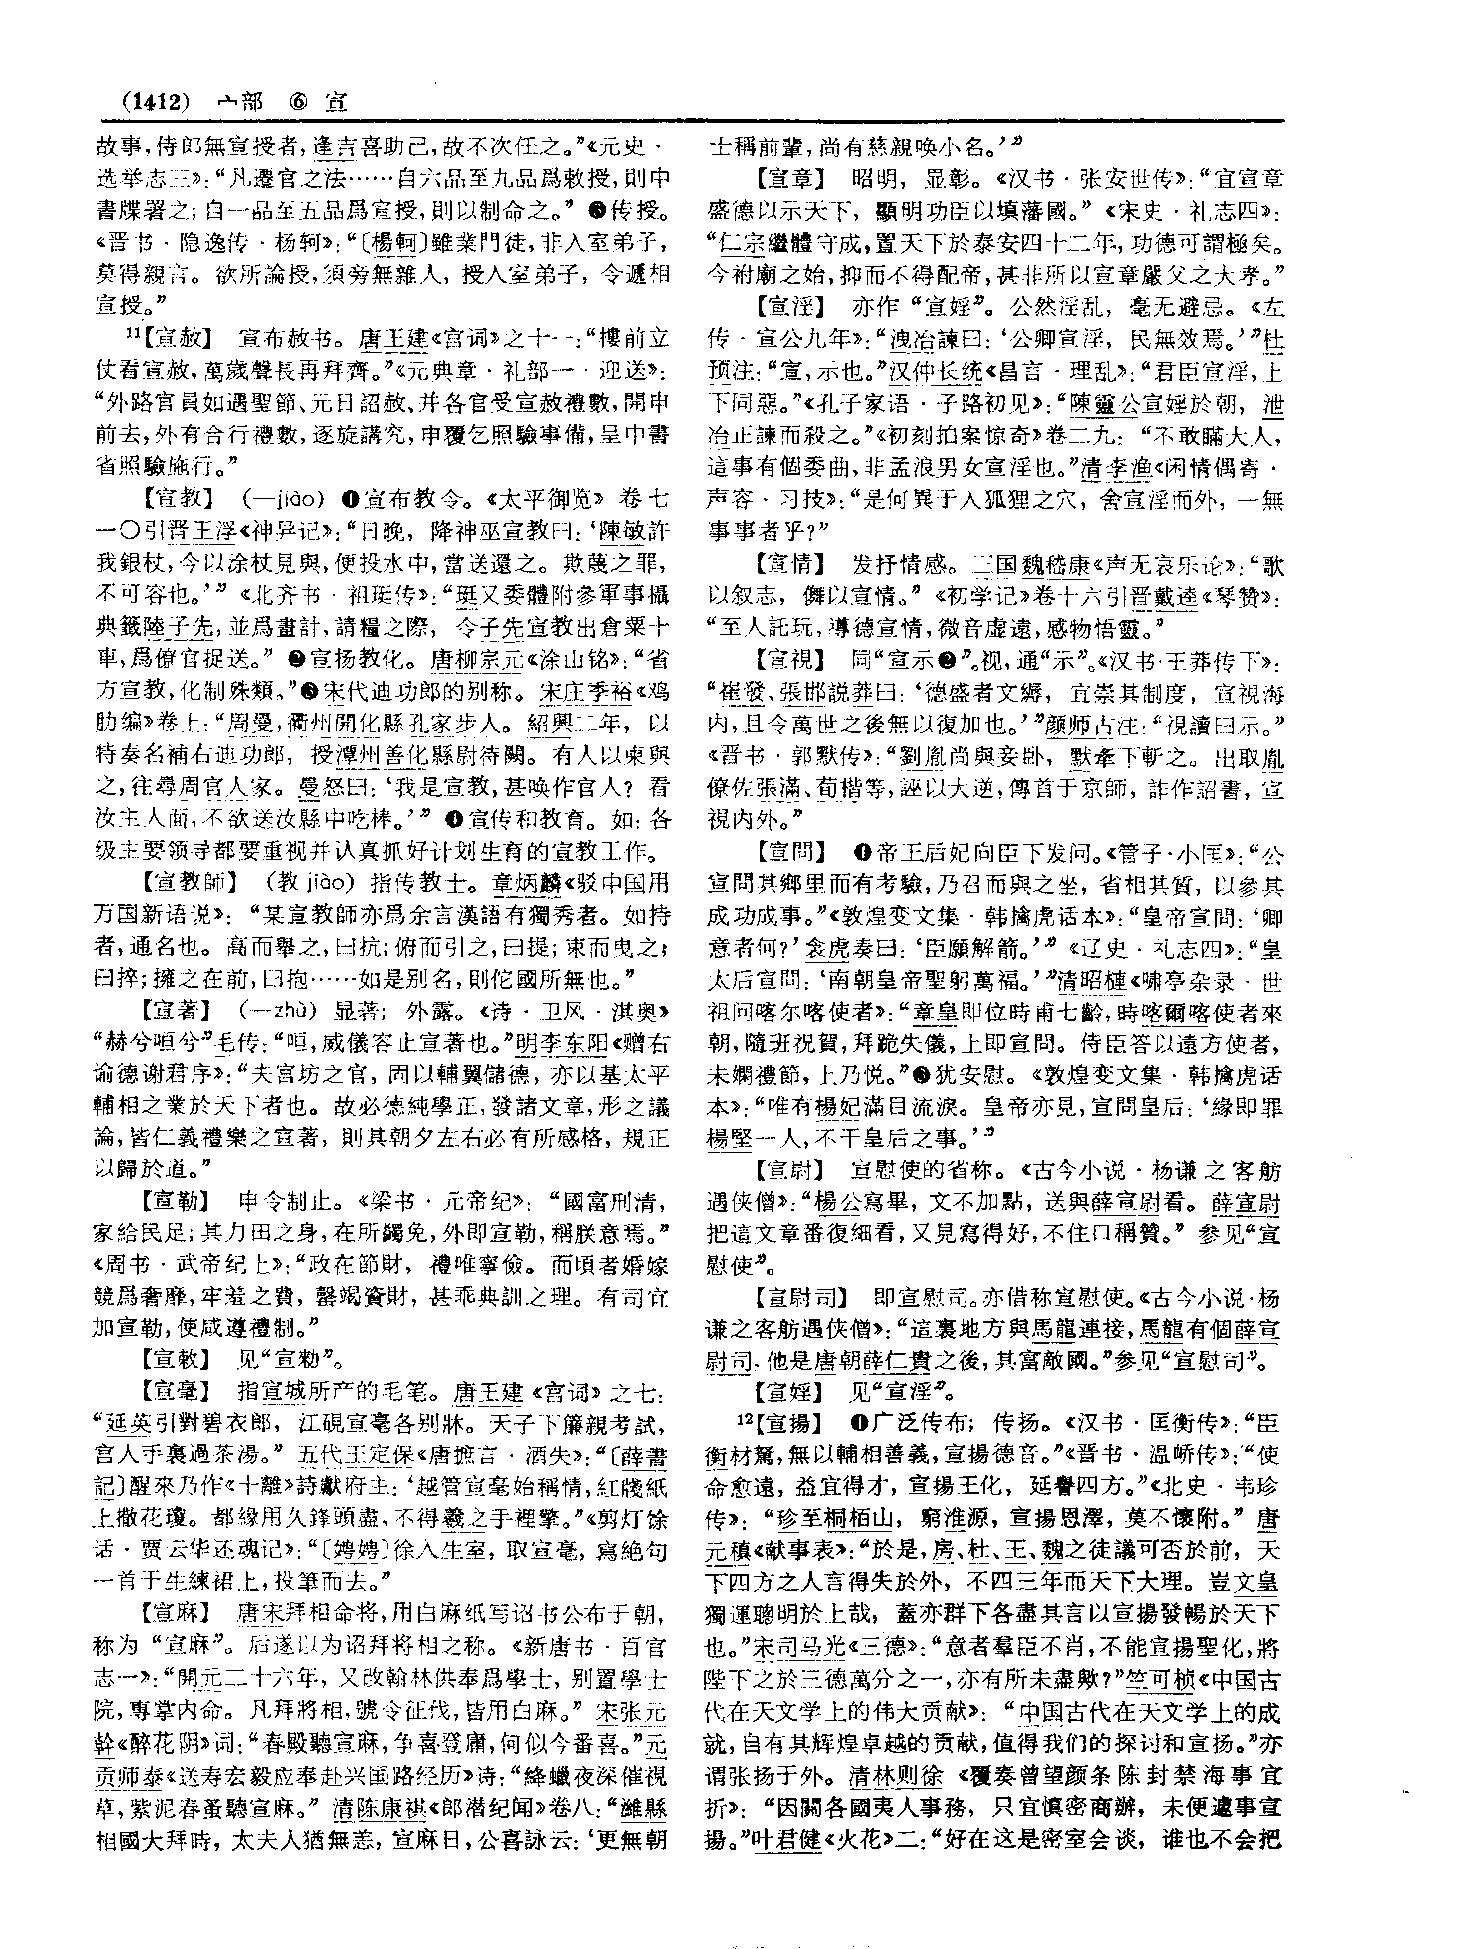 (1412) 宀部 ⑥ 宣
故事,侍郎無宣授者,逢吉喜助己,故不次任之。”《元史·
选举志三》:“凡遷官之法……自六品至九品爲敕授,則中
書牒署之;自一品至五品爲宣授,則以制命之。” ❸传授。
《晋书·隐逸传·杨轲》:“〔楊軻〕雖業門徒,非入室弟子,
莫得親言。欲所論授,須旁無雜人,授入室弟子,令遞相
宣授。”
11【宣赦】 宣布赦书。唐王建《宫词》之十一:“樓前立
仗看宣赦,萬歲聲長再拜齊。”《元典章·礼部一·迎送》:
“外路官員如遇聖節、元日詔赦、并各官受宣赦禮數,開申
前去,外有合行禮數,逐旋講究,申覆乞照驗事備,呈中書
省照驗施行。”
【宣教】 (—jiào) ❶宣布教令。《太平御览》卷七
一〇引晋王浮《神异记》:“日晚,降神巫宣教曰:‘陳敏許
我銀杖,今以涂杖見與,便投水中,當送還之。欺蔑之罪,
不可容也。’” 《北齐书·祖珽传》:“珽又委體附參軍事攝
典籤陸子先,並爲畫計,請糧之際,令子先宣教出倉粟十
車,爲僚官捉送。” ❷宣扬教化。唐柳宗元《涂山铭》:“省
方宣教,化制殊類。”❸宋代迪功郎的别称。宋庄季裕《鸡
肋编》卷上:“周曼,衢州開化縣孔家步人。紹興二年,以
特奏名補右迪功郎,授潭州善化縣尉待闕。有人以柬與
之,往尋周官人家。曼怒曰:‘我是宣教,甚唤作官人?看
汝主人面,不欲送汝縣中吃棒。’” ❹宣传和教育。如:各
级主要领导都要重视并认真抓好计划生育的宣教工作。
【宣教師】 (教 jiào) 指传教士。章炳麟《驳中国用
万国新语说》:“某宣教師亦爲余言漢語有獨秀者。如持
者,通名也。高而舉之,曰抗;俯而引之,曰提;束而曳之;
曰捽;擁之在前,曰抱……如是别名,則佗國所無也。”
【宣著】 (—zhù) 显著;外露。《诗·卫风·淇奥》
“赫兮咺兮”毛传:“咺,威儀容止宣著也。”明李东阳《赠右
谕德谢君序》:“夫宫坊之官,固以輔翼儲德,亦以基太平
輔相之業於天下者也。故必德純學正,發諸文章,形之議
論,皆仁義禮樂之宣著,則其朝夕左右必有所感格,規正
以歸於道。”
【宣勒】 申令制止。《梁书·元帝纪》:“國富刑清,
家給民足;其力田之身,在所蠲免,外即宣勒,稱朕意焉。”
《周书·武帝纪上》:“政在節財,禮唯寧儉。而頃者婚嫁
競爲奢靡,牢羞之費,罄竭資財,甚乖典訓之理。有司宜
加宣勒,使咸遵禮制。”
【宣敕】 见“宣勑”。
【宣毫】 指宣城所产的毛笔。唐王建《宫词》之七:
“延英引對碧衣郎,江硯宣毫各别牀。天子下簾親考試,
宫人手裏過茶湯。” 五代王定保《唐摭言·酒失》:“〔薛書
記〕醒來乃作《十離》詩獻府主:‘越管宣毫始稱情,紅牋紙
上撒花瓊。都緣用久鋒頭盡,不得羲之手裡擎。”《剪灯馀
话·贾云华还魂记》:“〔娉娉〕徐入生室,取宣毫,寫絶句
一首于生練裙上,投筆而去。”
【宣麻】 唐宋拜相命将,用白麻纸写诏书公布于朝,
称为“宣麻”。后遂以为诏拜将相之称。《新唐书·百官
志一》:“開元二十六年,又改翰林供奉爲學士,别置學士
院,專掌内命。凡拜將相,號令征伐,皆用白麻。” 宋张元
幹《醉花阴》词:“春殿聽宣麻,争喜登庸,何似今番喜。”元
贡师泰《送寿宏毅应奉赴兴国路经历》诗:“絳蠟夜深催視
草,紫泥春蚤聽宣麻。” 清陈康祺《郎潜纪闻》卷八:“濰縣
相國大拜時,太夫人猶無恙,宣麻日,公喜詠云:‘更無朝
士稱前輩,尚有慈親唤小名。’”
【宣章】 昭明,显彰。《汉书·张安世传》:“宜宣章
盛德以示天下,顯明功臣以填藩國。” 《宋史·礼志四》:
“仁宗繼體守成,置天下於泰安四十二年,功德可謂極矣。
今祔廟之始,抑而不得配帝,甚非所以宣章嚴父之大孝。”
【宣淫】 亦作“宣婬”。公然淫乱,毫无避忌。《左
传·宣公九年》:“洩冶諫曰:‘公卿宣淫,民無效焉。’”杜
预注:“宣,示也。”汉仲长统《昌言·理乱》:“君臣宣淫,上
下同惡。”《孔子家语·子路初见》:“陳靈公宣婬於朝,泄
冶正諫而殺之。”《初刻拍案惊奇》卷二九:“不敢瞞大人,
這事有個委曲,非孟浪男女宣淫也。”清李渔《闲情偶寄·
声容·习技》:“是何異于入狐狸之穴,舍宣淫而外,一無
事事者乎?”
【宣情】 发抒情感。三国魏嵇康《声无哀乐论》:“歌
以叙志,儛以宣情。” 《初学记》卷十六引晋戴逵《琴赞》:
“至人託玩,導德宣情,微音虚遠,感物悟靈。”
【宣視】 同“宣示❷”。视,通“示”。《汉书·王莽传下》:
“崔發、張邯説莽曰:‘德盛者文縟,宜崇其制度,宣視海
内,且令萬世之後無以復加也。’”颜师古注:“視讀曰示。”
《晋书·郭默传》:“劉胤尚與妾卧,默牽下斬之。出取胤
僚佐張滿、荀楷等,誣以大逆,傳首于京師,詐作詔書,宣
視内外。”
【宣問】 ❶帝王后妃向臣下发问。《管子·小匡》:“公
宣問其鄉里而有考驗,乃召而與之坐,省相其質,以參其
成功成事。”《敦煌变文集·韩擒虎话本》:“皇帝宣問:‘卿
意者何?’衾虎奏曰:‘臣願解箭。’” 《辽史·礼志四》:“皇
太后宣問:‘南朝皇帝聖躬萬福。’”清昭槤《啸亭杂录·世
祖问喀尔喀使者》:“章皇即位時甫七齡,時喀爾喀使者來
朝,隨班祝賀,拜跪失儀,上即宣問。侍臣答以遠方使者,
未嫻禮節,上乃悦。”❷犹安慰。《敦煌变文集·韩擒虎话
本》:“唯有楊妃滿目流淚。皇帝亦見,宣問皇后:‘緣即罪
楊堅一人,不干皇后之事。’”
【宣尉】 宣慰使的省称。《古今小说·杨谦之客舫
遇侠僧》:“楊公寫畢,文不加點,送與薛宣尉看。薛宣尉
把這文章番復細看,又見寫得好,不住口稱贊。” 参见“宣
慰使”。
【宣尉司】 即宣慰司。亦借称宣慰使。《古今小说·杨
谦之客舫遇侠僧》:“這裏地方與馬龍連接,馬龍有個薛宣
尉司,他是唐朝薛仁貴之後,其富敵國。”参见“宣慰司”。
【宣婬】 见“宣淫”。
12【宣揚】 ❶广泛传布;传扬。《汉书·匡衡传》:“臣
衡材駑,無以輔相善義,宣揚德音。”《晋书·温峤传》:“使
命愈遠,益宜得才,宣揚王化,延譽四方。”《北史·韦珍
传》:“珍至桐栢山,窮淮源,宣揚恩澤,莫不懷附。” 唐
元稹《献事表》:“於是,房、杜、王、魏之徒議可否於前,天
下四方之人言得失於外,不四三年而天下大理。豈文皇
獨運聰明於上哉,蓋亦群下各盡其言以宣揚發暢於天下
也。”宋司马光《三德》:“意者羣臣不肖,不能宣揚聖化,將
陛下之於三德萬分之一,亦有所未盡歟?”竺可桢《中国古
代在天文学上的伟大贡献》:“中国古代在天文学上的成
就,自有其辉煌卓越的贡献,值得我们的探讨和宣扬。”亦
谓张扬于外。清林则徐《覆奏曾望颜条陈封禁海事宜
折》:“因關各國夷人事務,只宜慎密商辦,未便遽事宣
揚。”叶君健《火花》二:“好在这是密室会谈,谁也不会把